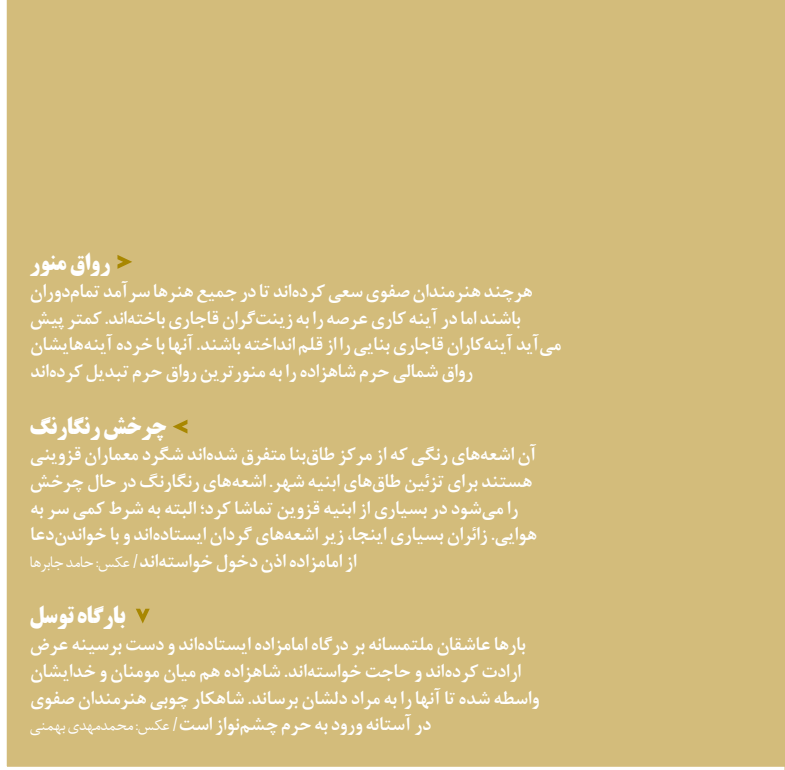 < رواق منور
هرچند هنرمندان صفوی سعی کرده‌اند تا در جمیع هنرها سرآمد تمام‌دوران
باشند اما در آینه کاری عرصه را به زینت‌گران قاجاری باخته‌اند. کمتر پیش
می‌آید آینه‌کاران قاجاری بنایی را از قلم انداخته باشند. آنها با خرده آینه‌هایشان
رواق شمالی حرم شاهزاده را به منورترین رواق حرم تبدیل کرده‌اند
> چرخش رنگارنگ
آن اشعه‌های رنگی که از مرکز طاق‌بنا متفرق شده‌اند شگرد معماران قزوینی
هستند برای تزئین طاق‌های ابنیه شهر. اشعه‌های رنگارنگ در حال چرخش
را می‌شود در بسیاری از ابنیه قزوین تماشا کرد؛ البته به شرط کمی سر به
هوایی. زائران بسیاری اینجا، زیر اشعه‌های گردان ایستاده‌اند و با خواندن‌دعا
از امامزاده اذن دخول خواسته‌اند/ عکس: حامد جابرها
∨ بارگاه توسل
بارها عاشقان ملتمسانه بر درگاه امامزاده ایستاده‌اند و دست برسینه عرض
ارادت کرده‌اند و حاجت خواسته‌اند. شاهزاده هم میان مومنان و خدایشان
واسطه شده تا آنها را به مراد دلشان برساند. شاهکار چوبی هنرمندان صفوی
در آستانه ورود به حرم چشم‌نواز است/ عکس: محمدمهدی بهمنی